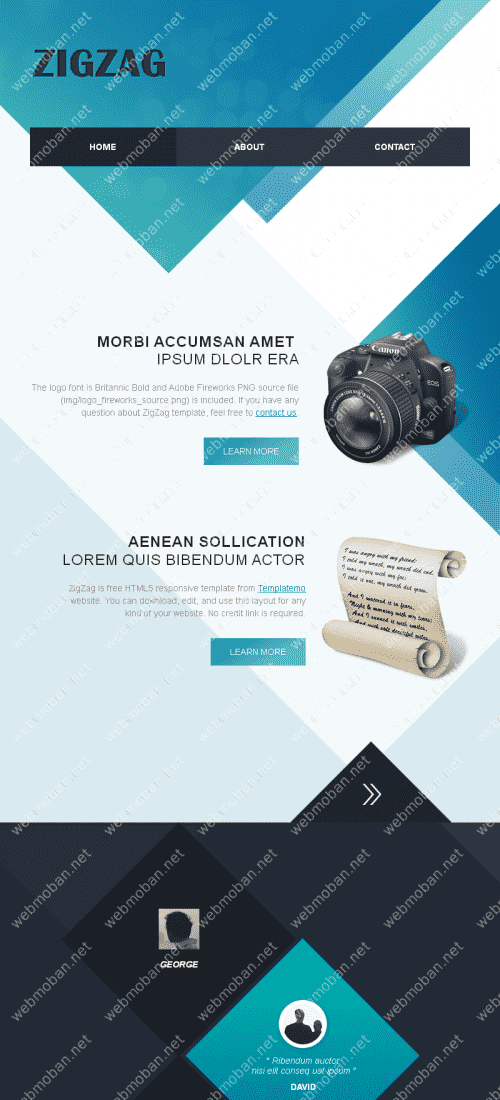 ZIGZAG
HOME
ABOUT
CONTACT
MORBI ACCUMSAN AMET
IPSUM DLOLR ERA
The logo font is Britannic Bold and Adobe Fireworks PNG source file
(img/logo_fireworks_source.png) is included. If you have any
question about ZigZag template, feel free to contact us.
LEARN MORE
Canon
EOS
AENEAN SOLLICATION
LOREM QUIS BIBENDUM ACTOR
ZigZag is free HTML5 responsive template from Templatemo
website. You can download, edit, and use this layout for any
kind of your website. No credit link is required.
LEARN MORE
I was angry with my friend:
I told my wrath, my wrath did end.
I was angry with my foe:
I told it not, my wrath did grow.
And I watered it in fears,
Night & morning with my tears:
And I sunned it with smiles,
And with soft deceitful wiles.
GEORGE
" Ribendum auctor
nisi elit conseq uat ipsum "
DAVID
webmoban.net